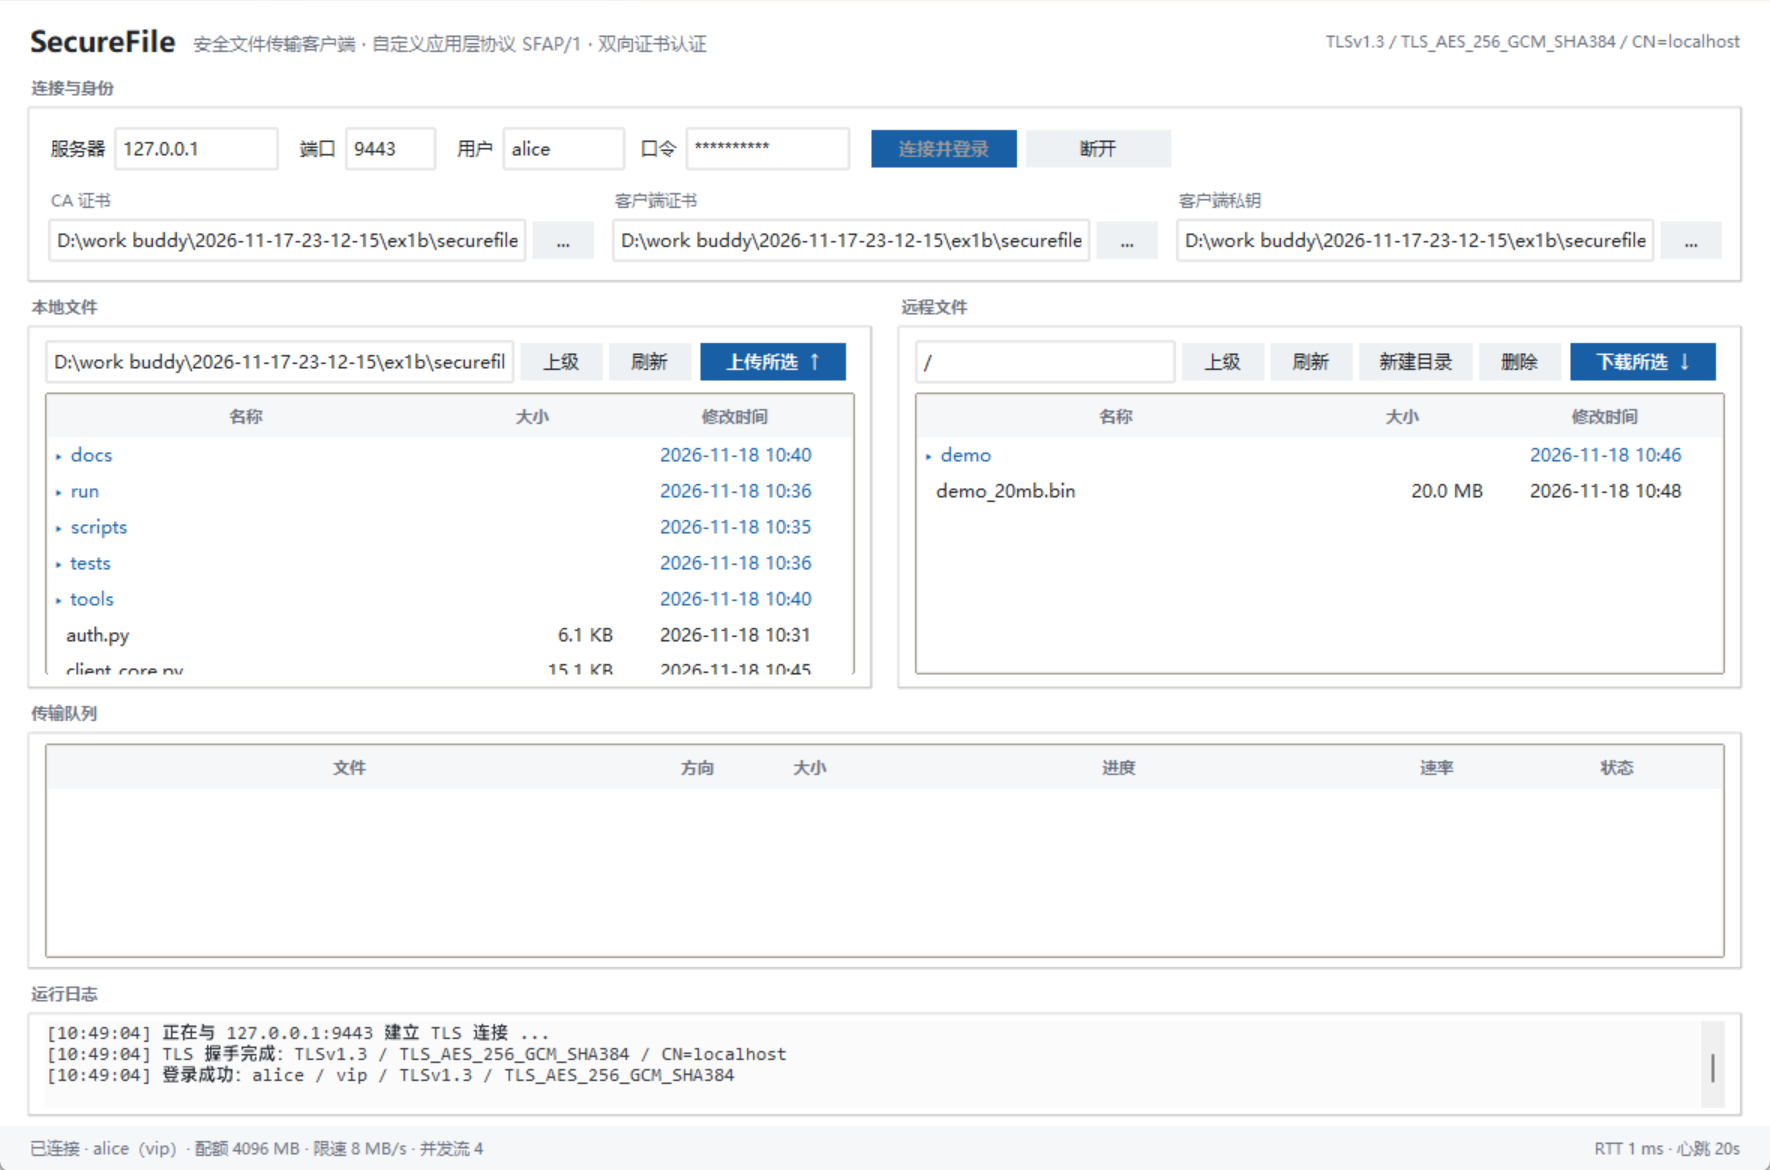 SecureFile 安全文件传输客户端 · 自定义应用层协议 SFAP/1 · 双向证书认证 TLSv1.3 / TLS_AES_256_GCM_SHA384 / CN=localhost
连接与身份
服务器 127.0.0.1 端口 9443 用户 alice 口令 ********** 连接并登录 断开
CA 证书 客户端证书 客户端私钥
D:\work buddy\2026-11-17-23-12-15\ex1b\securefile ... D:\work buddy\2026-11-17-23-12-15\ex1b\securefile ... D:\work buddy\2026-11-17-23-12-15\ex1b\securefile ...
本地文件
D:\work buddy\2026-11-17-23-12-15\ex1b\securefil 上级 刷新 上传所选 ↑
名称 大小 修改时间
▸ docs 2026-11-18 10:40
▸ run 2026-11-18 10:36
▸ scripts 2026-11-18 10:35
▸ tests 2026-11-18 10:36
▸ tools 2026-11-18 10:40
auth.py 6.1 KB 2026-11-18 10:31
client_core.py 15.1 KB 2026-11-18 10:45
远程文件
/ 上级 刷新 新建目录 删除 下载所选 ↓
名称 大小 修改时间
▸ demo 2026-11-18 10:46
demo_20mb.bin 20.0 MB 2026-11-18 10:48
传输队列
文件 方向 大小 进度 速率 状态
运行日志
[10:49:04] 正在与 127.0.0.1:9443 建立 TLS 连接 ...
[10:49:04] TLS 握手完成: TLSv1.3 / TLS_AES_256_GCM_SHA384 / CN=localhost
[10:49:04] 登录成功: alice / vip / TLSv1.3 / TLS_AES_256_GCM_SHA384
已连接 · alice（vip） · 配额 4096 MB · 限速 8 MB/s · 并发流 4 RTT 1 ms · 心跳 20s